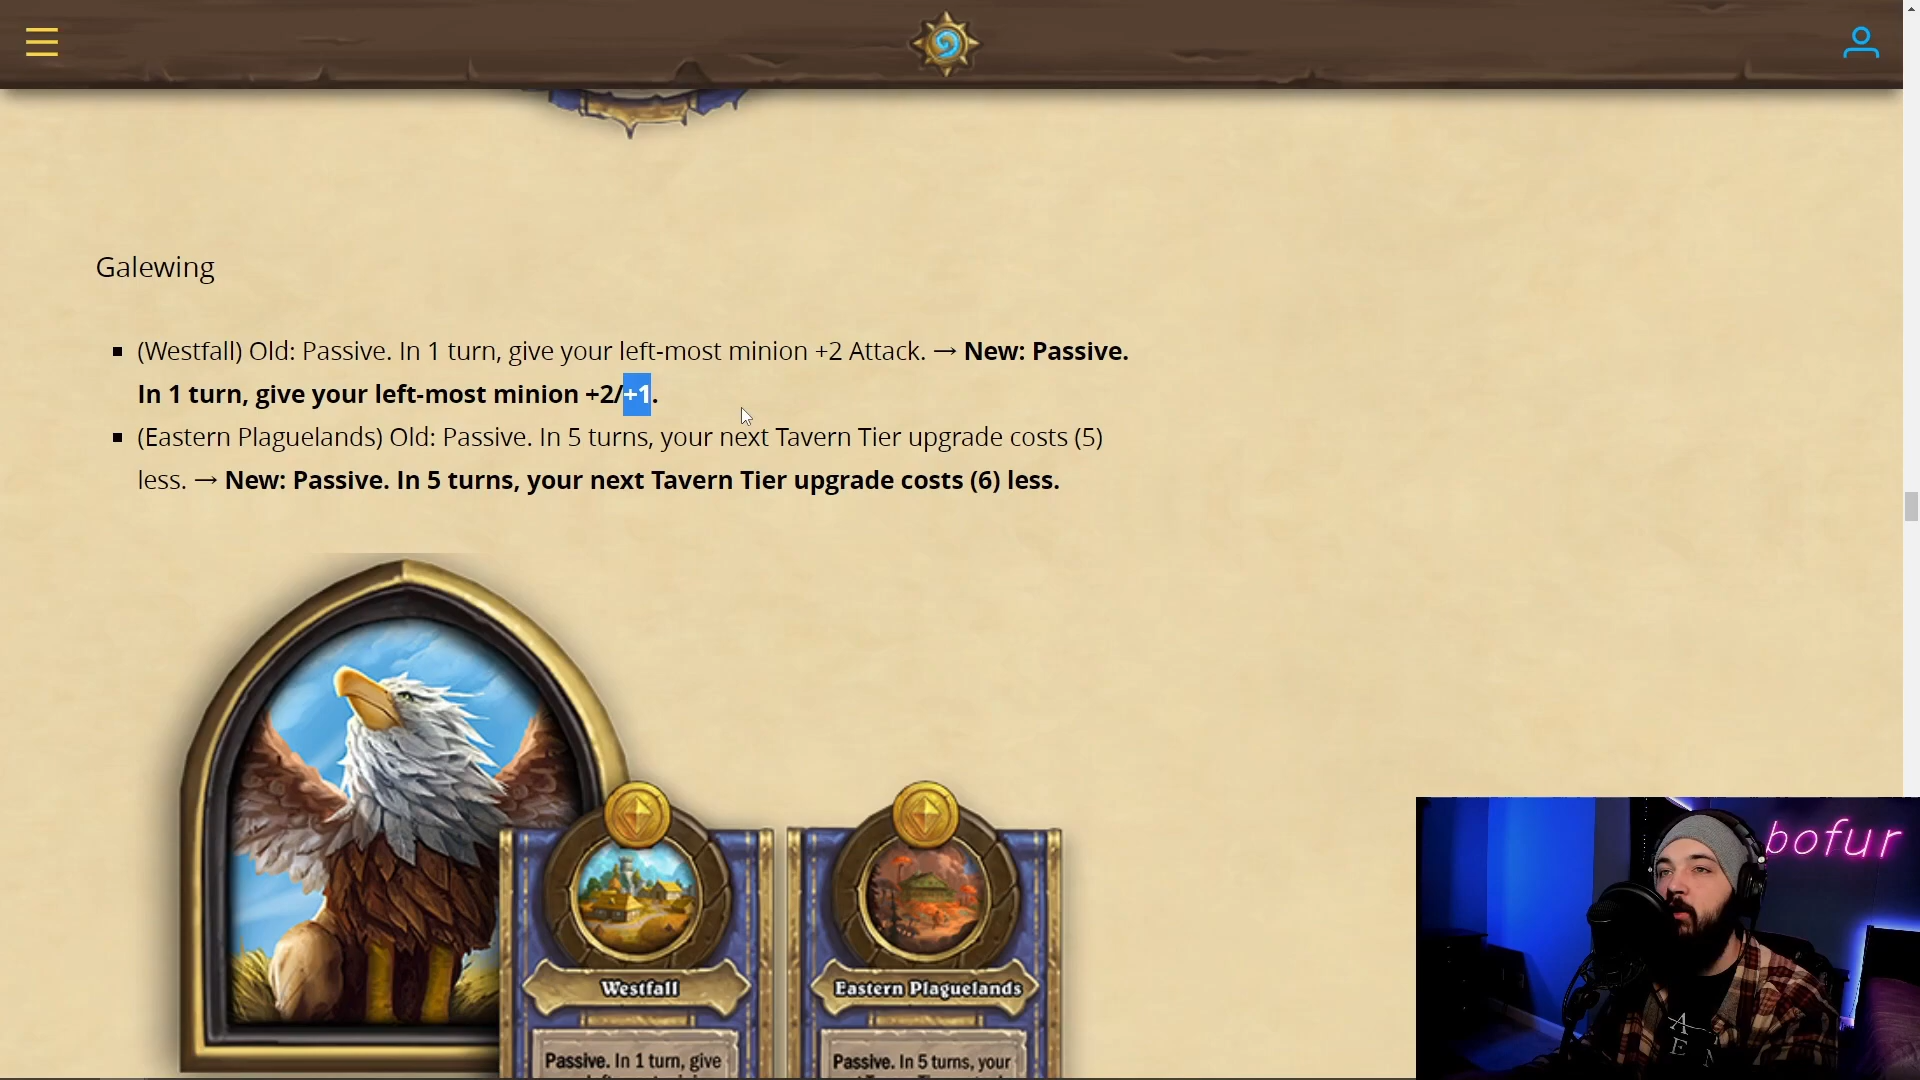 Galewing
(Westfall) Old: Passive. In 1 turn, give your left-most minion +2 Attack. → New: Passive.
In 1 turn, give your left-most minion +2/+1.
(Eastern Plaguelands) Old: Passive. In 5 turns, your next Tavern Tier upgrade costs (5)
less. → New: Passive. In 5 turns, your next Tavern Tier upgrade costs (6) less.
bofur
Westfall
Eastern Plaguelands
Passive. In 1 turn, give
Passive. In 5 turns, your